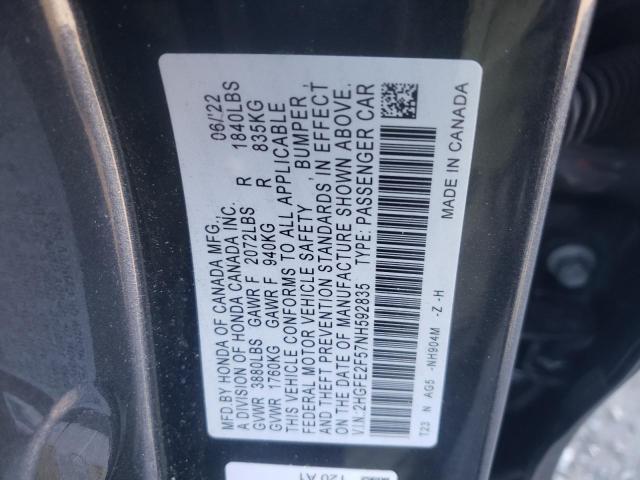 MFD.BY HONDA OF CANADA MFG., 06/'22
A DIVISION OF HONDA CANADA INC.
GVWR 3880LBS GAWR F 2072LBS R 1840LBS
GVWR 1760KG GAWR F 940KG R 835KG
THIS VEHICLE CONFORMS TO ALL APPLICABLE
FEDERAL MOTOR VEHICLE SAFETY , BUMPER ,
AND THEFT PREVENTION STANDARDS IN EFFECT
ON THE DATE OF MANUFACTURE SHOWN ABOVE.
V.I.N:2HGFE2F57NH592835 TYPE: PASSENGER CAR
T23 N AG5 -NH904M -Z -H MADE IN CANADA
120 A1